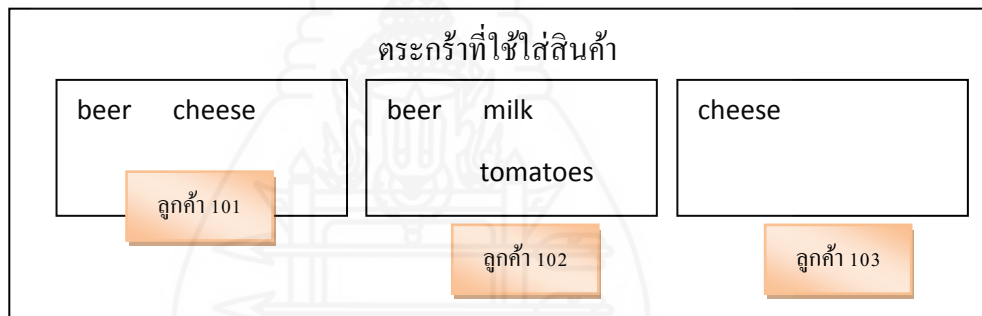 ตระกร้าที่ใช้ใส่สินค้า
beer cheese
ลูกค้า 101
beer milk
tomatoes
ลูกค้า 102
cheese
ลูกค้า 103